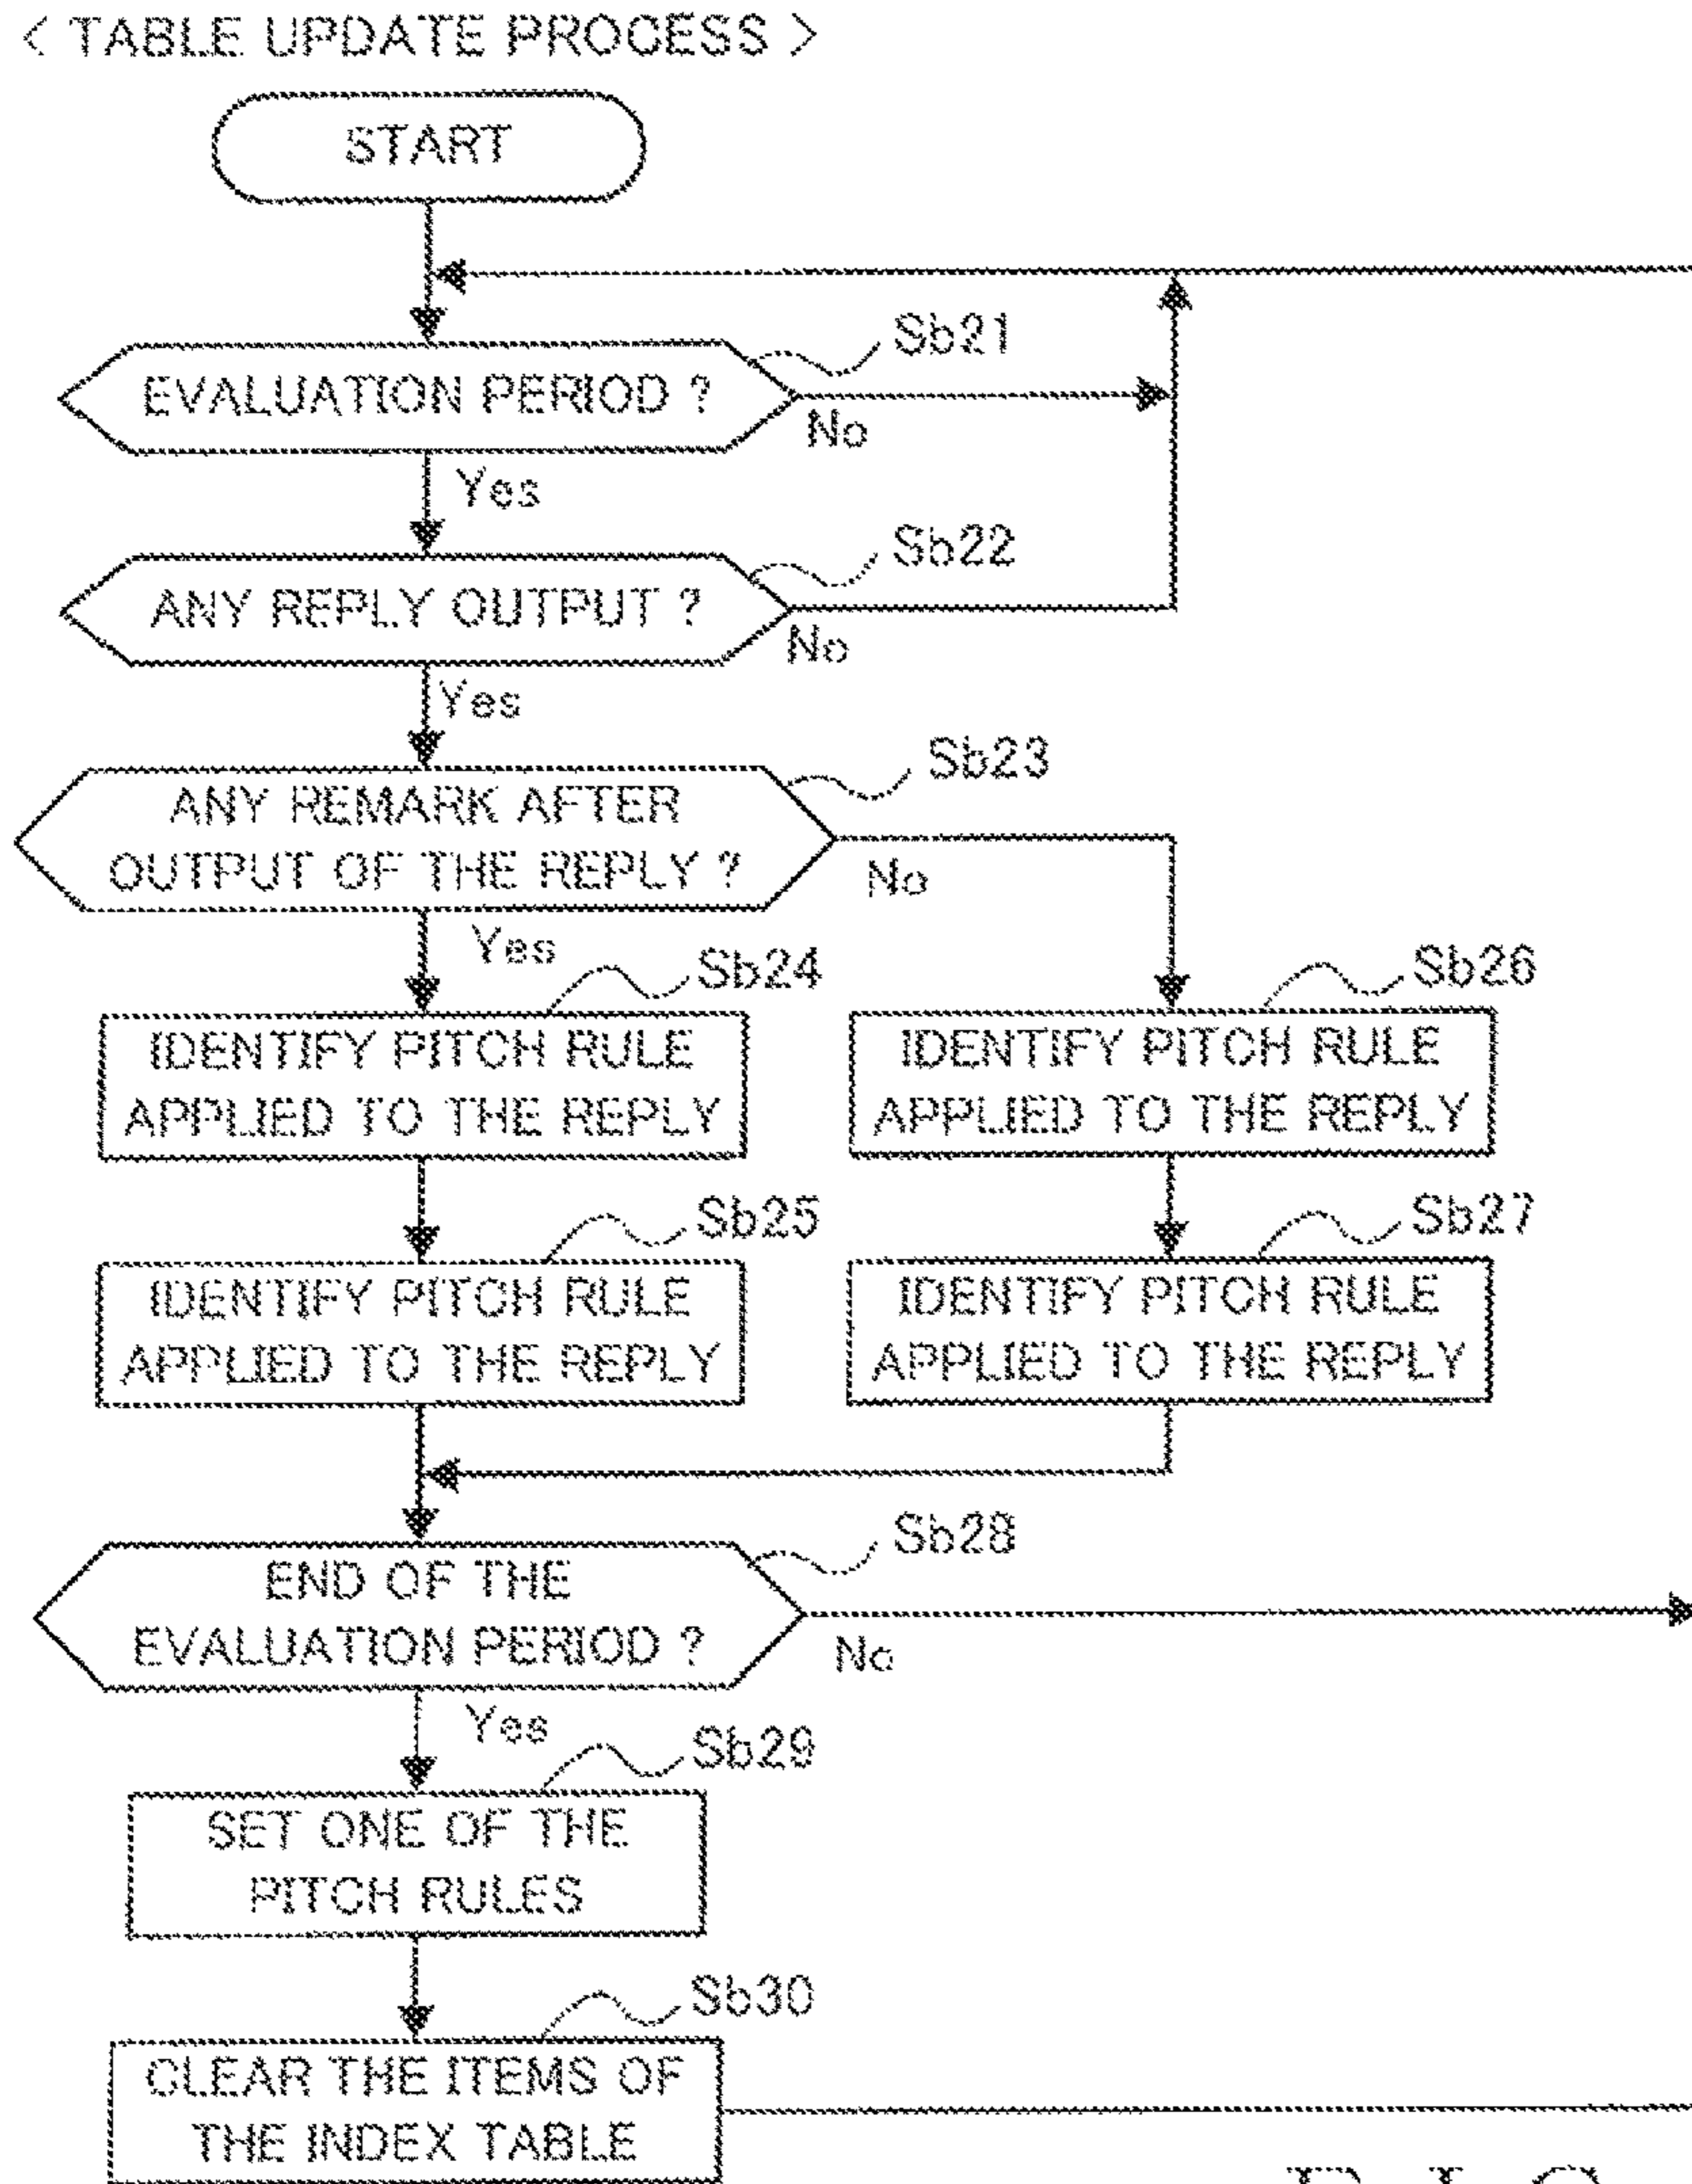 < TABLE UPDATE PROCESS >
START
Sb21
EVALUATION PERIOD ?
No
Yes
Sb22
ANY REPLY OUTPUT ?
No
Yes
Sb23
ANY REMARK AFTER
OUTPUT OF THE REPLY ?
No
Yes
Sb24
IDENTIFY PITCH RULE
APPLIED TO THE REPLY
Sb26
IDENTIFY PITCH RULE
APPLIED TO THE REPLY
Sb25
IDENTIFY PITCH RULE
APPLIED TO THE REPLY
Sb27
IDENTIFY PITCH RULE
APPLIED TO THE REPLY
Sb28
END OF THE
EVALUATION PERIOD ?
No
Yes
Sb29
SET ONE OF THE
PITCH RULES
Sb30
CLEAR THE ITEMS OF
THE INDEX TABLE